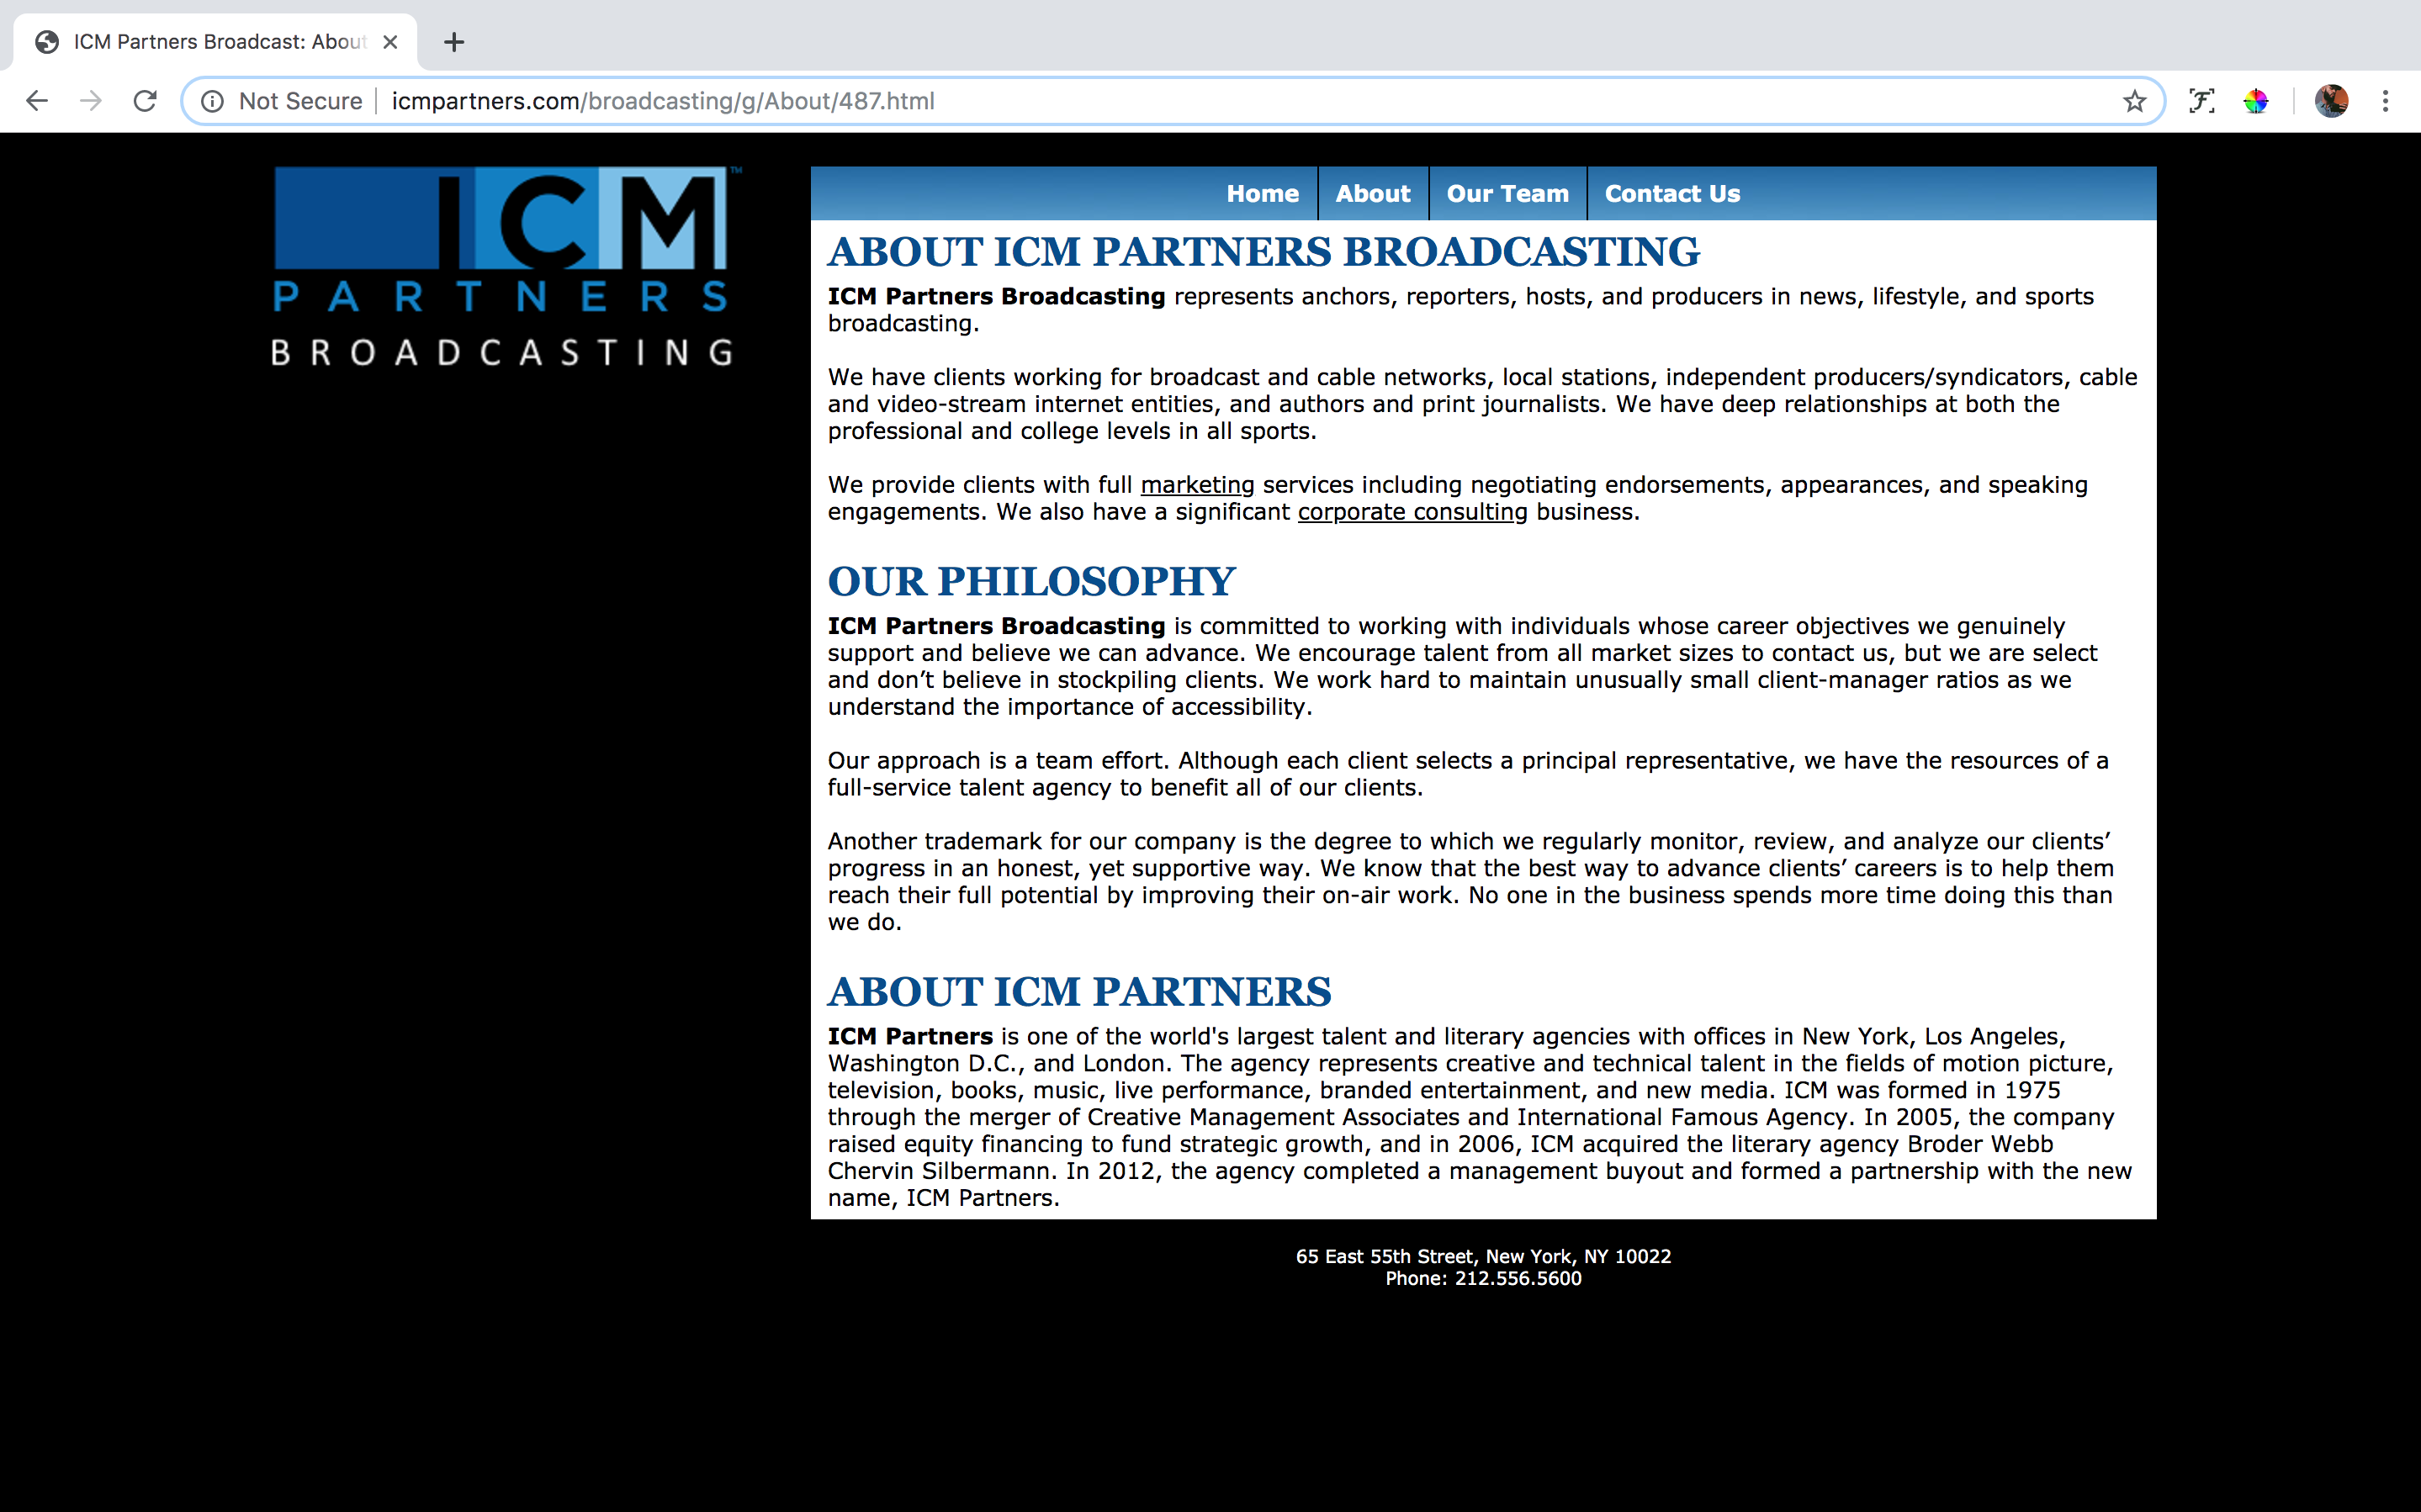 ICM Partners Broadcast: About
Not Secure
icmpartners.com/broadcasting/g/About/487.html
ICM™
PARTNERS
BROADCASTING
Home
About
Our Team
Contact Us
ABOUT ICM PARTNERS BROADCASTING
ICM Partners Broadcasting represents anchors, reporters, hosts, and producers in news, lifestyle, and sports
broadcasting.
We have clients working for broadcast and cable networks, local stations, independent producers/syndicators, cable
and video-stream internet entities, and authors and print journalists. We have deep relationships at both the
professional and college levels in all sports.
We provide clients with full marketing services including negotiating endorsements, appearances, and speaking
engagements. We also have a significant corporate consulting business.
OUR PHILOSOPHY
ICM Partners Broadcasting is committed to working with individuals whose career objectives we genuinely
support and believe we can advance. We encourage talent from all market sizes to contact us, but we are select
and don’t believe in stockpiling clients. We work hard to maintain unusually small client-manager ratios as we
understand the importance of accessibility.
Our approach is a team effort. Although each client selects a principal representative, we have the resources of a
full-service talent agency to benefit all of our clients.
Another trademark for our company is the degree to which we regularly monitor, review, and analyze our clients’
progress in an honest, yet supportive way. We know that the best way to advance clients’ careers is to help them
reach their full potential by improving their on-air work. No one in the business spends more time doing this than
we do.
ABOUT ICM PARTNERS
ICM Partners is one of the world's largest talent and literary agencies with offices in New York, Los Angeles,
Washington D.C., and London. The agency represents creative and technical talent in the fields of motion picture,
television, books, music, live performance, branded entertainment, and new media. ICM was formed in 1975
through the merger of Creative Management Associates and International Famous Agency. In 2005, the company
raised equity financing to fund strategic growth, and in 2006, ICM acquired the literary agency Broder Webb
Chervin Silbermann. In 2012, the agency completed a management buyout and formed a partnership with the new
name, ICM Partners.
65 East 55th Street, New York, NY 10022
Phone: 212.556.5600